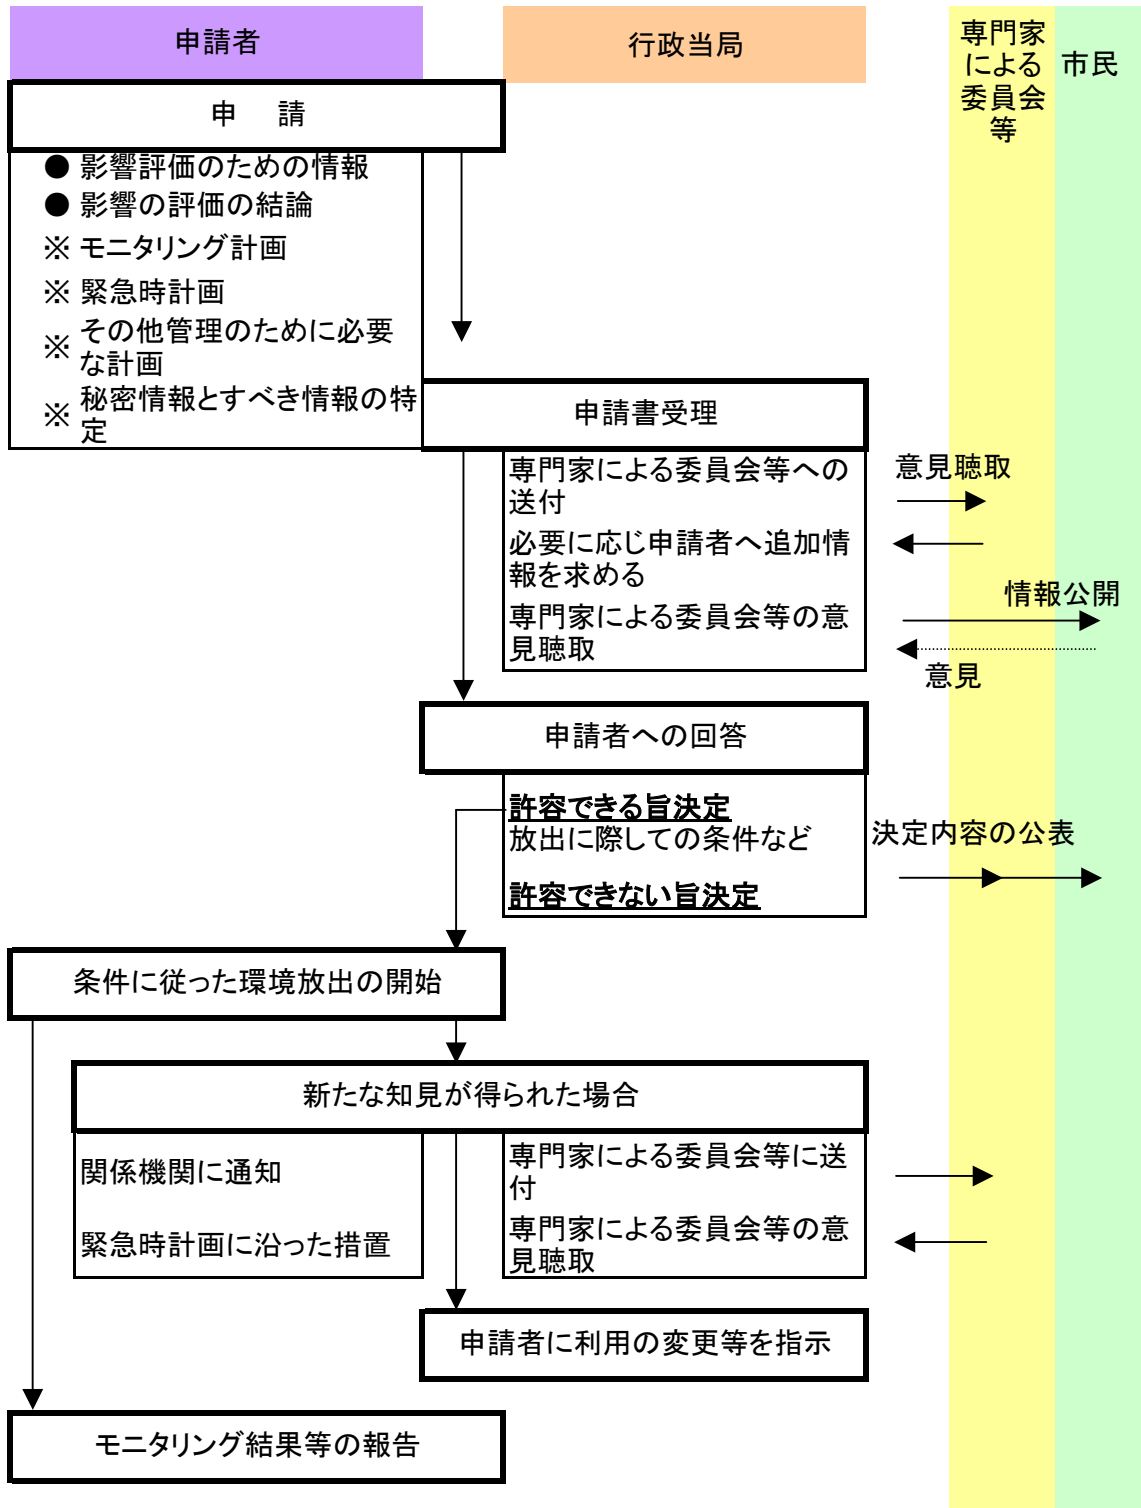 申請者
行政当局
専門家
による
委員会
等
市民
申 請
● 影響評価のための情報
● 影響の評価の結論
※ モニタリング計画
※ 緊急時計画
※ その他管理のために必要
な計画
※ 秘密情報とすべき情報の特
定
申請書受理
専門家による委員会等への
送付
必要に応じ申請者へ追加情
報を求める
専門家による委員会等の意
見聴取
意見聴取
情報公開
意見
申請者への回答
許容できる旨決定
放出に際しての条件など
許容できない旨決定
決定内容の公表
条件に従った環境放出の開始
新たな知見が得られた場合
関係機関に通知
緊急時計画に沿った措置
専門家による委員会等に送
付
専門家による委員会等の意
見聴取
申請者に利用の変更等を指示
モニタリング結果等の報告